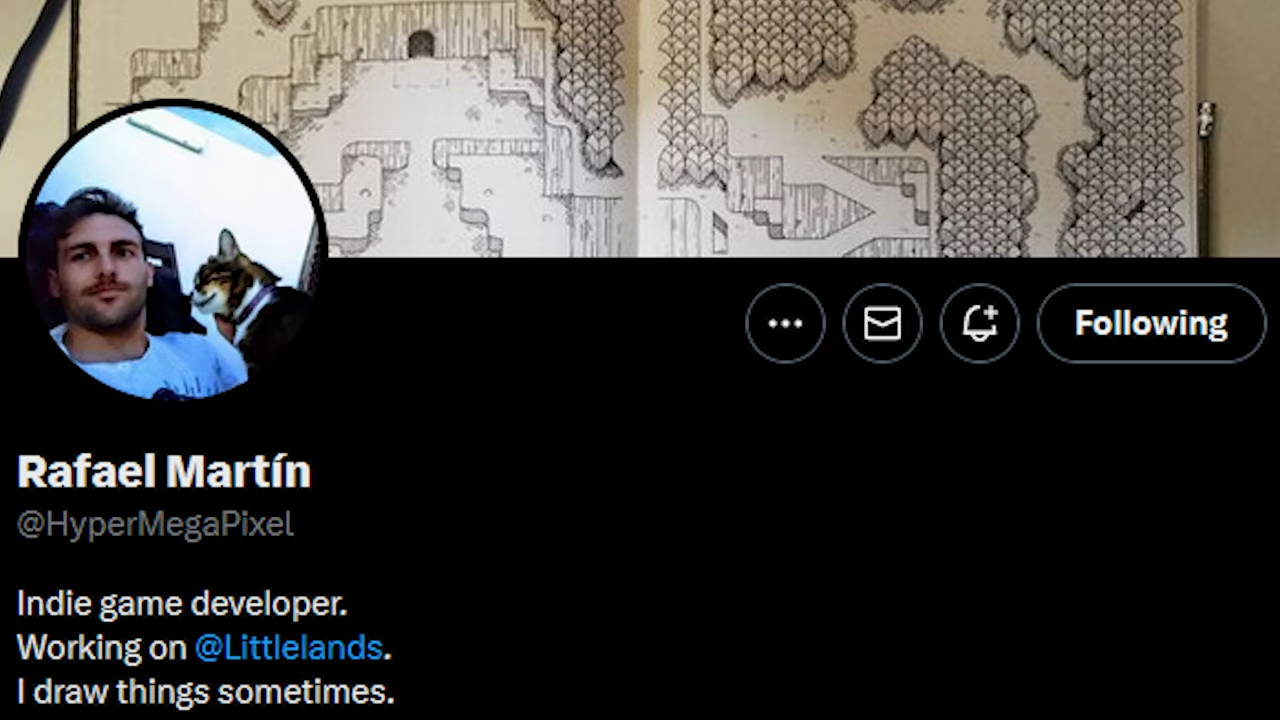 Following
Rafael Martín
@HyperMegaPixel
Indie game developer.
Working on @Littlelands.
I draw things sometimes.